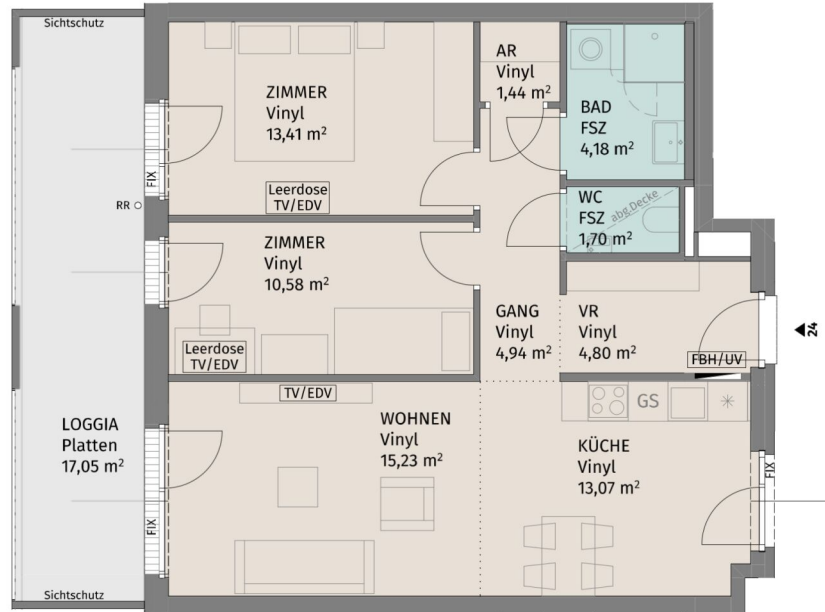 Sichtschutz
ZIMMER
Vinyl
13,41 m²
AR
Vinyl
1,44 m²
BAD
FSZ
4,18 m²
FIX
Leerdose
TV/EDV
RR
WC
FSZ
1,70 m²
abg.Decke
ZIMMER
Vinyl
10,58 m²
Leerdose
TV/EDV
GANG
Vinyl
4,94 m²
VR
Vinyl
4,80 m²
FBH/UV
24
TV/EDV
LOGGIA
Platten
17,05 m²
WOHNEN
Vinyl
15,23 m²
GS
KÜCHE
Vinyl
13,07 m²
FIX
FIX
Sichtschutz